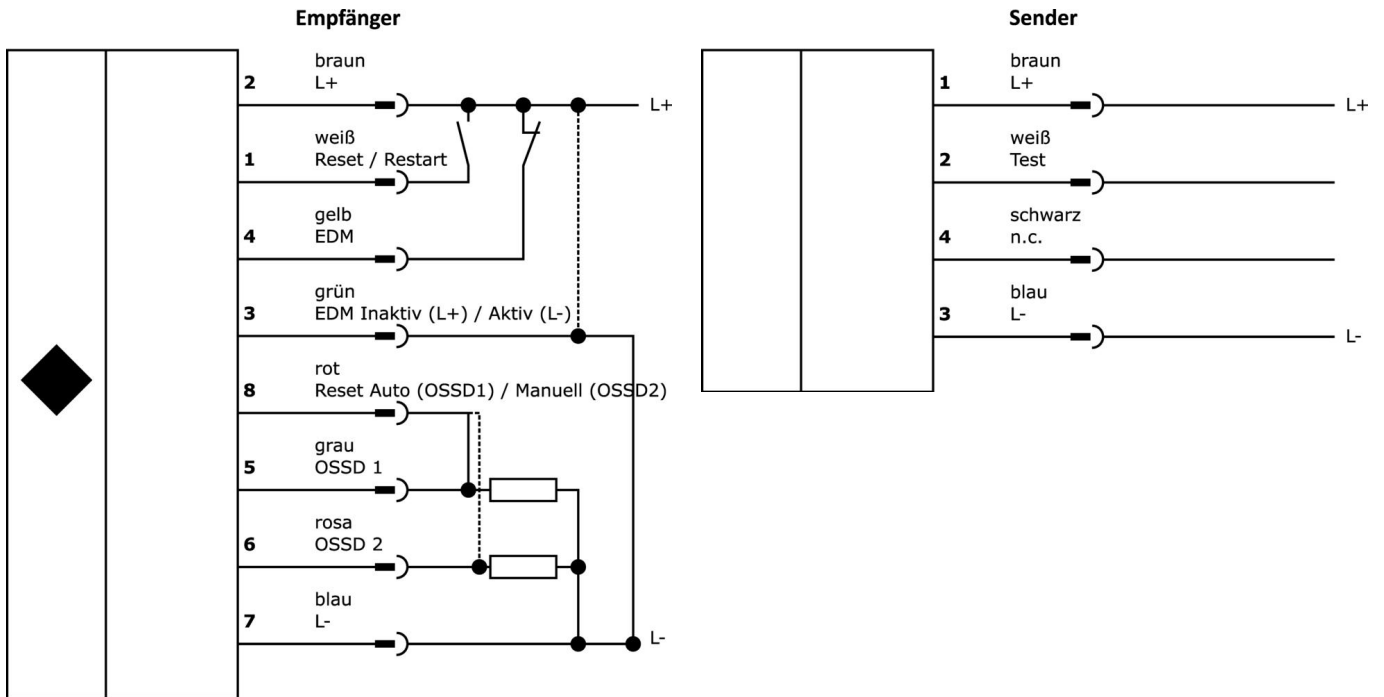 Empfänger
braun
2 L+
L+
weiß
1 Reset / Restart
gelb
4 EDM
grün
3 EDM Inaktiv (L+) / Aktiv (L-)
rot
8 Reset Auto (OSSD1) / Manuell (OSSD2)
grau
5 OSSD 1
rosa
6 OSSD 2
blau
7 L-
L-
Sender
braun
1 L+
L+
weiß
2 Test
schwarz
4 n.c.
blau
3 L-
L-